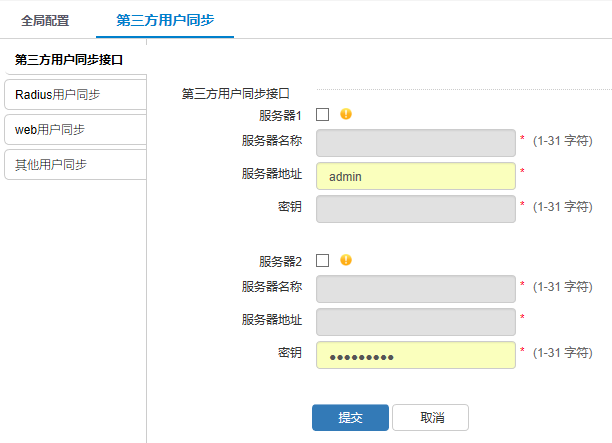 全局配置
第三方用户同步
第三方用户同步接口
Radius用户同步
web用户同步
其他用户同步
第三方用户同步接口
服务器1
服务器名称 * (1-31 字符)
服务器地址 admin *
密钥 * (1-31 字符)
服务器2
服务器名称 * (1-31 字符)
服务器地址 *
密钥 ●●●●●●●●● * (1-31 字符)
提交 取消